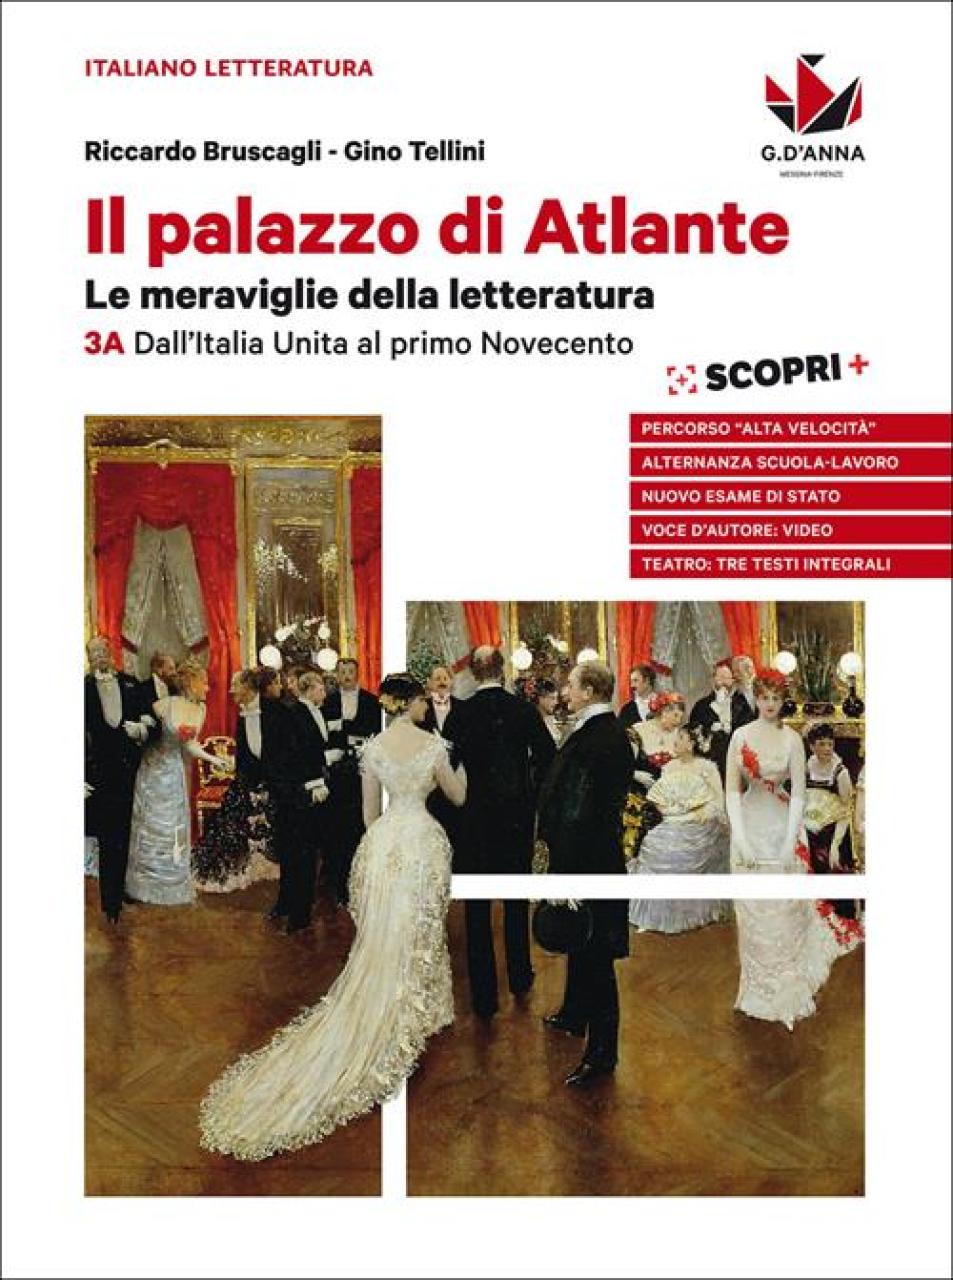 ITALIANO LETTERATURA
Riccardo Bruscagli - Gino Tellini
G.D'ANNA
MESSINA-FIRENZE
Il palazzo di Atlante
Le meraviglie della letteratura
3A Dall'Italia Unita al primo Novecento
SCOPRI+
PERCORSO "ALTA VELOCITÀ"
ALTERNANZA SCUOLA-LAVORO
NUOVO ESAME DI STATO
VOCE D'AUTORE: VIDEO
TEATRO: TRE TESTI INTEGRALI